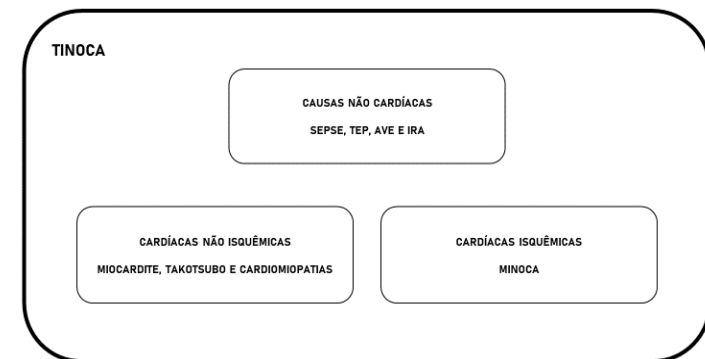 TINOCA
CAUSAS NÃO CARDÍACAS
SEPSE, TEP, AVE E IRA
CARDÍACAS NÃO ISQUÊMICAS
MIOCARDITE, TAKOTSUBO E CARDIOMIOPATIAS
CARDÍACAS ISQUÊMICAS
MINOCA